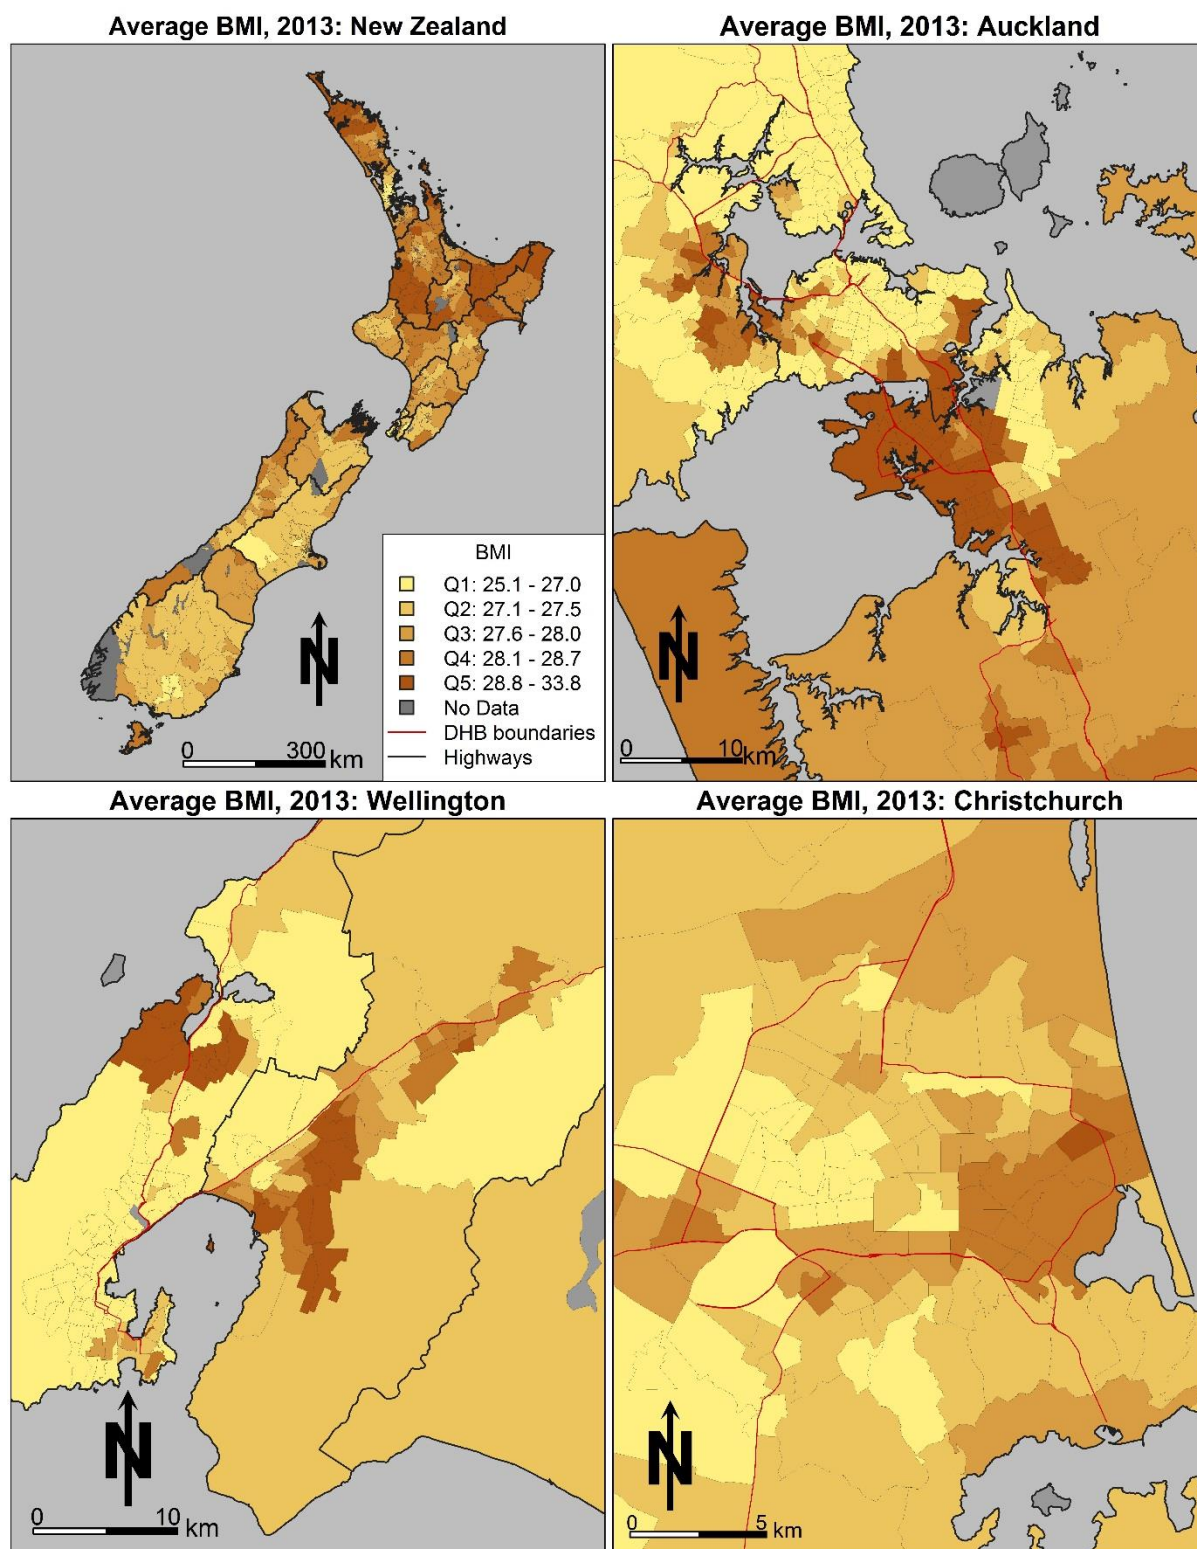 Average BMI, 2013: New Zealand
Average BMI, 2013: Auckland
BMI
Q1: 25.1 - 27.0
Q2: 27.1 - 27.5
Q3: 27.6 - 28.0
Q4: 28.1 - 28.7
Q5: 28.8 - 33.8
No Data
DHB boundaries
Highways
N
0 300 km
N
0 10 km
Average BMI, 2013: Wellington
Average BMI, 2013: Christchurch
N
0 10 km
N
0 5 km